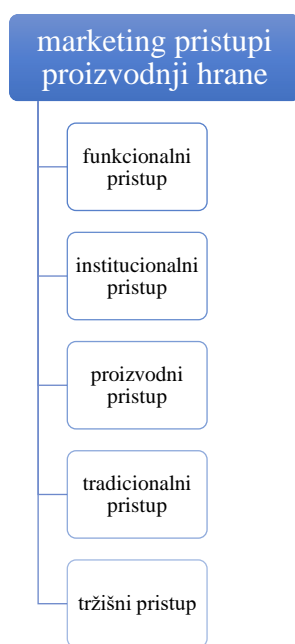 marketing pristupi
proizvodnji hrane
funkcionalni
pristup
institucionalni
pristup
proizvodni
pristup
tradicionalni
pristup
tržišni pristup